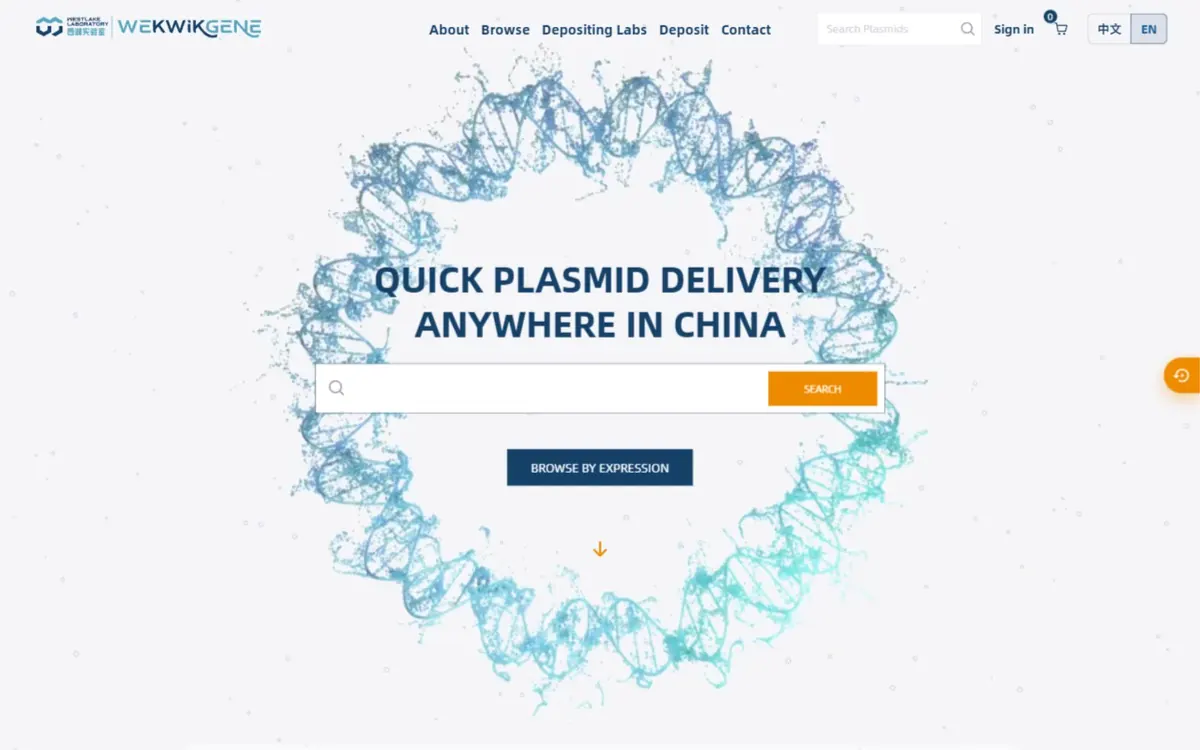 WESTLAKE
LABORATORY
西湖实验室
WEKWIKGENE
About Browse Depositing Labs Deposit Contact
Search Plasmids
Sign in
0
中文 EN
QUICK PLASMID DELIVERY
ANYWHERE IN CHINA
SEARCH
BROWSE BY EXPRESSION